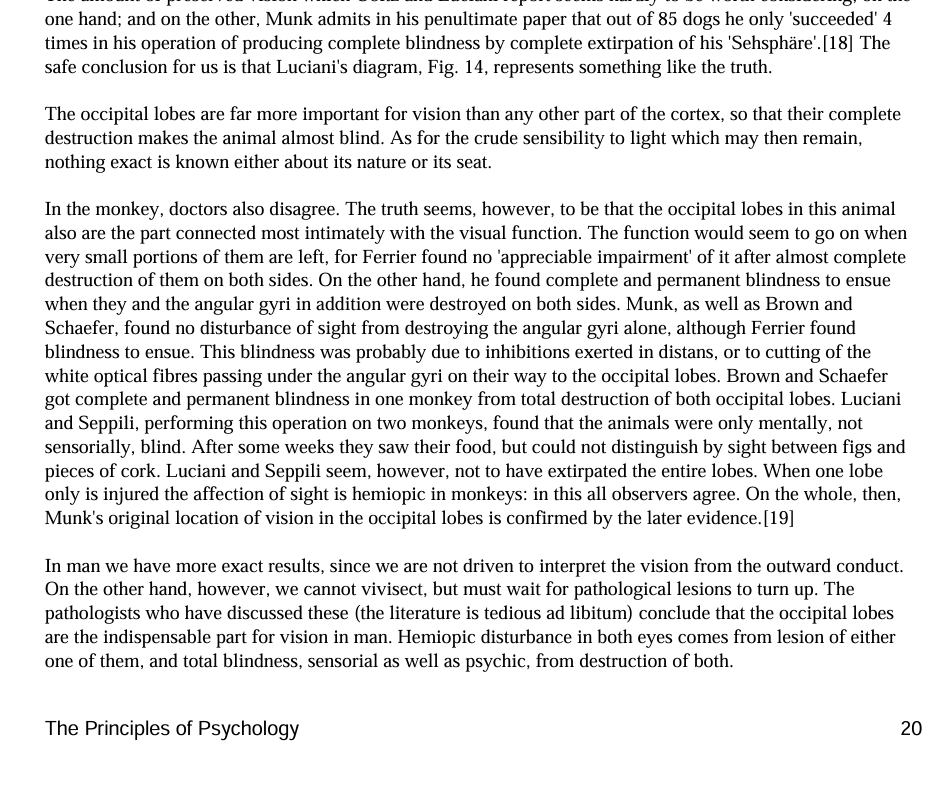 The amount of preserved vision which Goltz and Luciani report seems hardly to be worth considering, on the
one hand; and on the other, Munk admits in his penultimate paper that out of 85 dogs he only 'succeeded' 4
times in his operation of producing complete blindness by complete extirpation of his 'Sehsphäre'.[18] The
safe conclusion for us is that Luciani's diagram, Fig. 14, represents something like the truth.
The occipital lobes are far more important for vision than any other part of the cortex, so that their complete
destruction makes the animal almost blind. As for the crude sensibility to light which may then remain,
nothing exact is known either about its nature or its seat.
In the monkey, doctors also disagree. The truth seems, however, to be that the occipital lobes in this animal
also are the part connected most intimately with the visual function. The function would seem to go on when
very small portions of them are left, for Ferrier found no 'appreciable impairment' of it after almost complete
destruction of them on both sides. On the other hand, he found complete and permanent blindness to ensue
when they and the angular gyri in addition were destroyed on both sides. Munk, as well as Brown and
Schaefer, found no disturbance of sight from destroying the angular gyri alone, although Ferrier found
blindness to ensue. This blindness was probably due to inhibitions exerted in distans, or to cutting of the
white optical fibres passing under the angular gyri on their way to the occipital lobes. Brown and Schaefer
got complete and permanent blindness in one monkey from total destruction of both occipital lobes. Luciani
and Seppili, performing this operation on two monkeys, found that the animals were only mentally, not
sensorially, blind. After some weeks they saw their food, but could not distinguish by sight between figs and
pieces of cork. Luciani and Seppili seem, however, not to have extirpated the entire lobes. When one lobe
only is injured the affection of sight is hemiopic in monkeys: in this all observers agree. On the whole, then,
Munk's original location of vision in the occipital lobes is confirmed by the later evidence.[19]
In man we have more exact results, since we are not driven to interpret the vision from the outward conduct.
On the other hand, however, we cannot vivisect, but must wait for pathological lesions to turn up. The
pathologists who have discussed these (the literature is tedious ad libitum) conclude that the occipital lobes
are the indispensable part for vision in man. Hemiopic disturbance in both eyes comes from lesion of either
one of them, and total blindness, sensorial as well as psychic, from destruction of both.
The Principles of Psychology
20